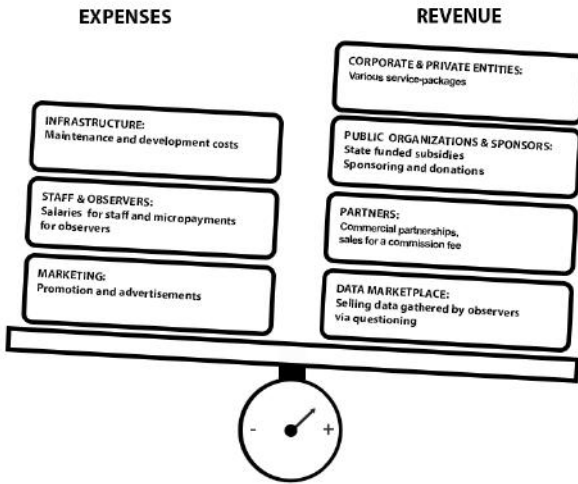 EXPENSES
REVENUE
INFRASTRUCTURE:
Maintenance and development costs
STAFF & OBSERVERS:
Salaries for staff and micropayments
for observers
MARKETING:
Promotion and advertisements
CORPORATE & PRIVATE ENTITIES:
Various service-packages
PUBLIC ORGANIZATIONS & SPONSORS:
State funded subsidies
Sponsoring and donations
PARTNERS:
Commercial partnerships,
sales for a commission fee
DATA MARKETPLACE:
Selling data gathered by observers
via questioning
- +